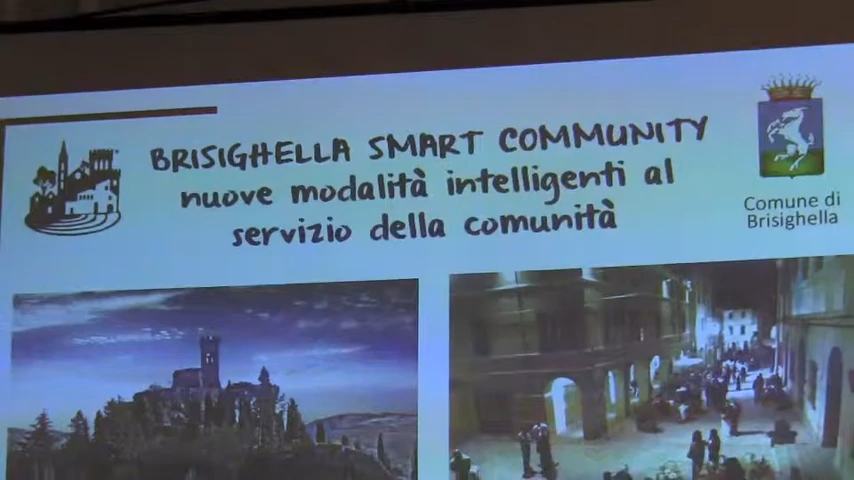 BRISIGHELLA SMART COMMUNITY
nuove modalità intelligenti al
servizio della comunità
Comune di
Brisighella